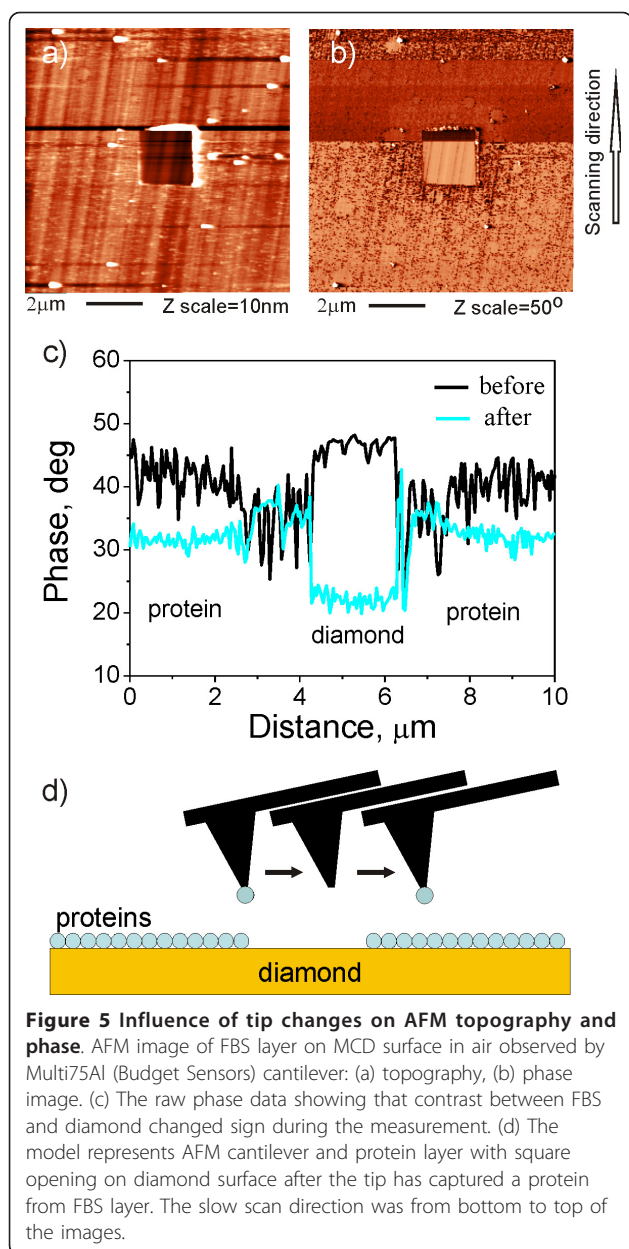 a)
b)
Scanning direction
2μm Z scale=10nm
2μm Z scale=50°
c)
60
50
40
30
20
10
Phase, deg
before
after
protein
diamond
protein
0 2 4 6 8 10
Distance, μm
d)
proteins
diamond
Figure 5 Influence of tip changes on AFM topography and
phase. AFM image of FBS layer on MCD surface in air observed by
Multi75Al (Budget Sensors) cantilever: (a) topography, (b) phase
image. (c) The raw phase data showing that contrast between FBS
and diamond changed sign during the measurement. (d) The
model represents AFM cantilever and protein layer with square
opening on diamond surface after the tip has captured a protein
from FBS layer. The slow scan direction was from bottom to top of
the images.